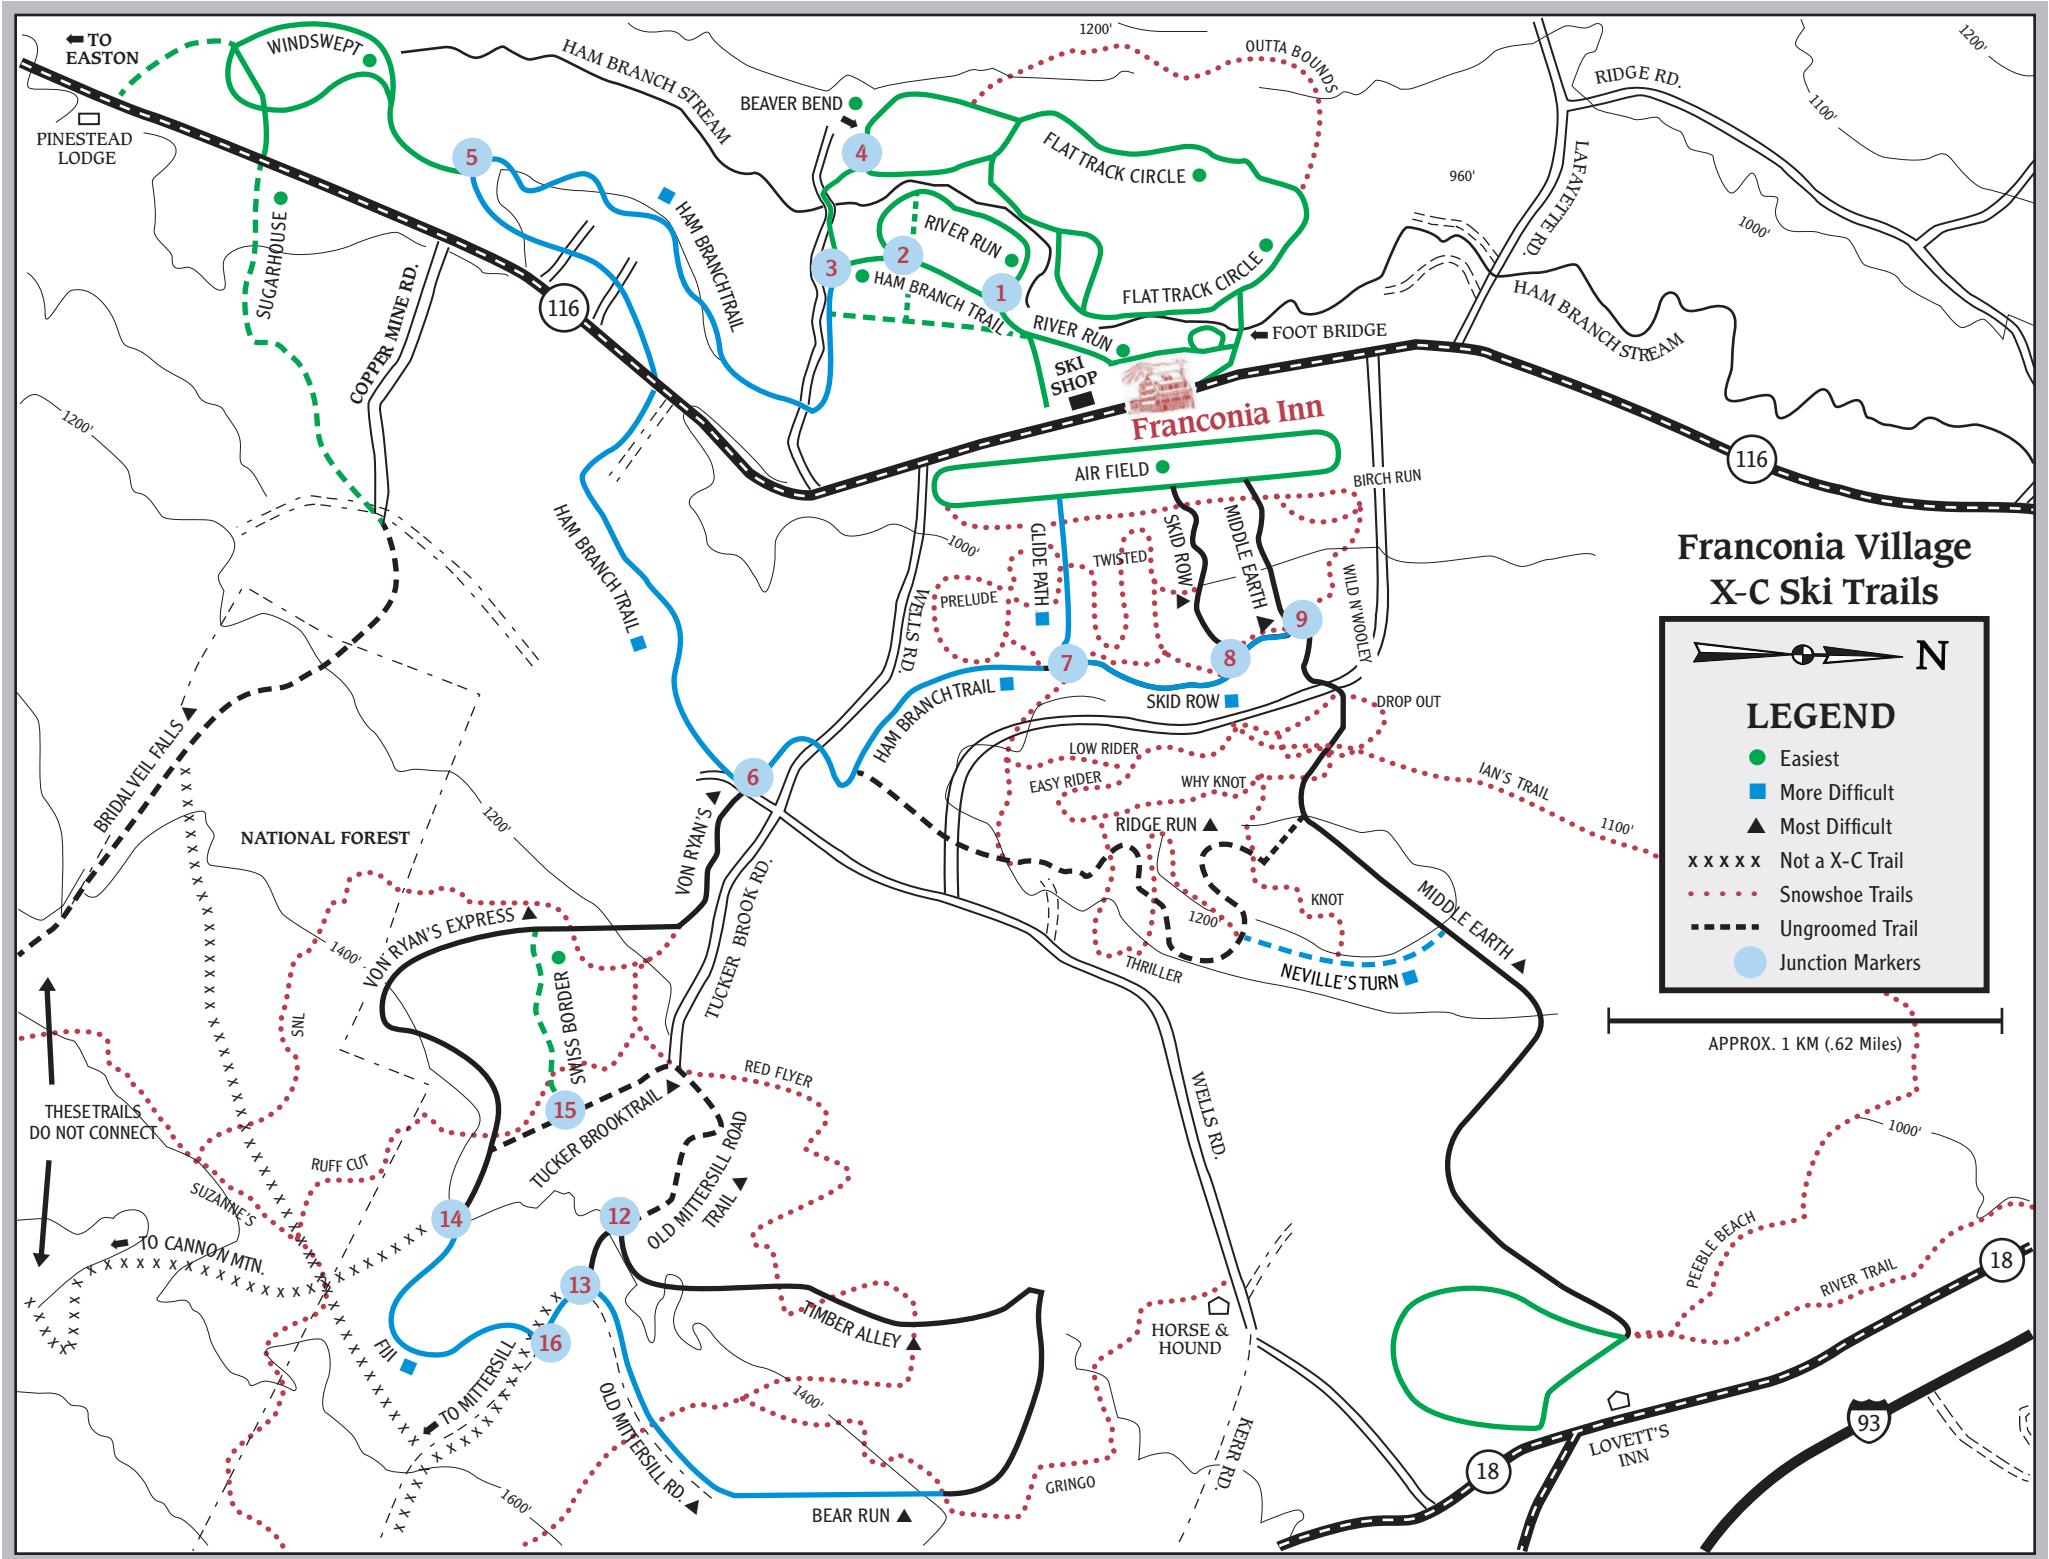 TO
EASTON
WINDSWEPT
HAM BRANCH STREAM
1200'
OUTTA BOUNDS
RIDGE RD.
1200'
1100'
BEAVER BEND
PINESTEAD
LODGE
5
4
FLAT TRACK CIRCLE
960'
LAFAYETTE RD.
1000'
SUGARHOUSE
HAM BRANCH TRAIL
RIVER RUN
3
2
1
HAM BRANCH TRAIL
FLAT TRACK CIRCLE
COPPER MINE RD.
116
RIVER RUN
FOOT BRIDGE
HAM BRANCH STREAM
SKI
SHOP
Franconia Inn
1200'
AIR FIELD
BIRCH RUN
116
HAM BRANCH TRAIL
1000'
GLIDE PATH
TWISTED
SKID ROW
MIDDLE EARTH
WILD N' WOOLEY
PRELUDE
WELLS RD.
9
8
7
Franconia Village
X-C Ski Trails
N
LEGEND
Easiest
More Difficult
Most Difficult
x x x x x Not a X-C Trail
Snowshoe Trails
Ungroomed Trail
Junction Markers
APPROX. 1 KM (.62 Miles)
HAM BRANCH TRAIL
SKID ROW
DROP OUT
BRIDAL VEIL FALLS
LOW RIDER
EASY RIDER
WHY KNOT
IAN'S TRAIL
1100'
6
1200'
NATIONAL FOREST
VON RYAN'S
RIDGE RUN
KNOT
1200'
MIDDLE EARTH
THRILLER
NEVILLE'S TURN
VON RYAN'S EXPRESS
1400'
TUCKER BROOK RD.
SWISS BORDER
SNL
THESE TRAILS
DO NOT CONNECT
RED FLYER
15
TUCKER BROOK TRAIL
WELLS RD.
1000'
RUFF CUT
SUZANNE'S
OLD MITTERSILL ROAD
TRAIL
14
12
TO CANNON MTN.
13
PEEBLE BEACH
RIVER TRAIL
18
TIMBER ALLEY
HORSE &
HOUND
16
FIJI
TO MITTERSILL
1400'
OLD MITTERSILL RD.
KERR RD.
LOVETT'S
INN
93
18
GRINGO
1600'
BEAR RUN